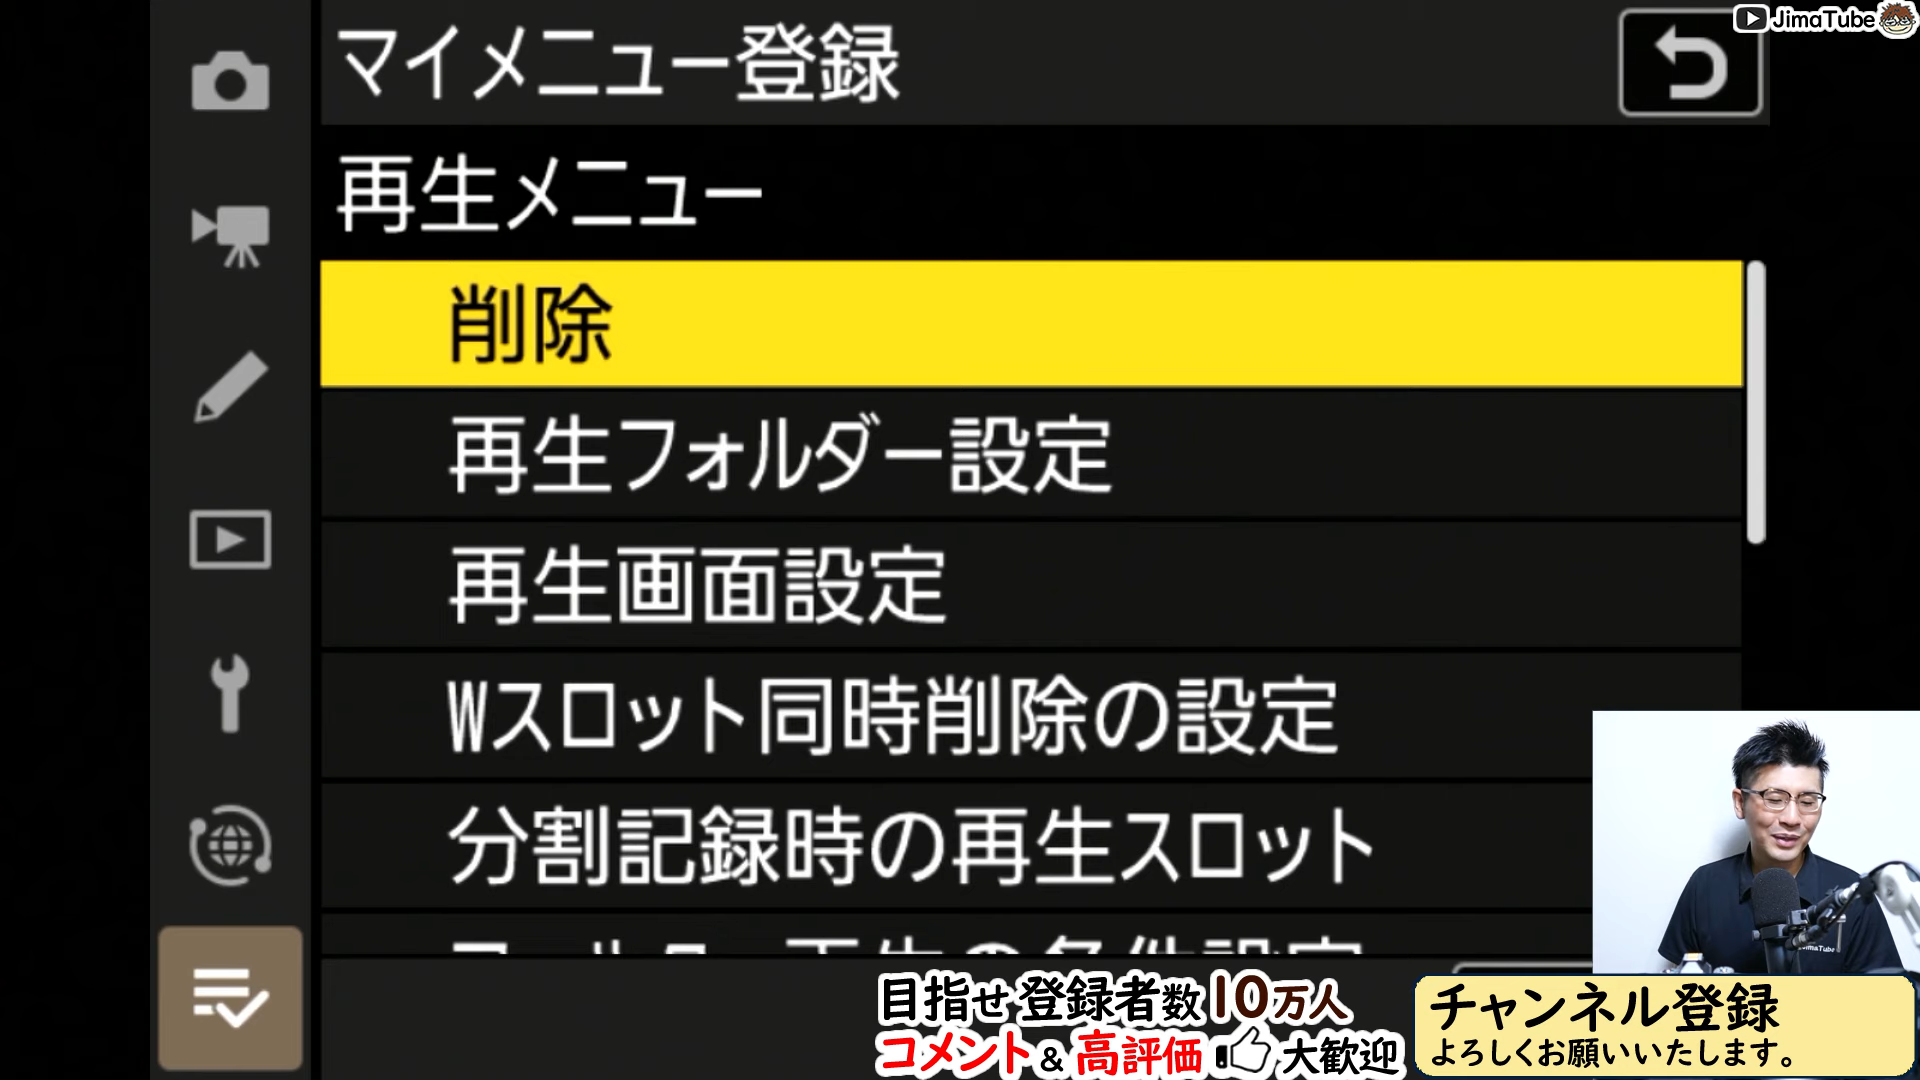 JimaTube
マイメニュー登録
再生メニュー
削除
再生フォルダー設定
再生画面設定
Wスロット同時削除の設定
分割記録時の再生スロット
目指せ登録者数10万人
コメント&高評価大歓迎
チャンネル登録
よろしくお願いいたします。
JimaTube